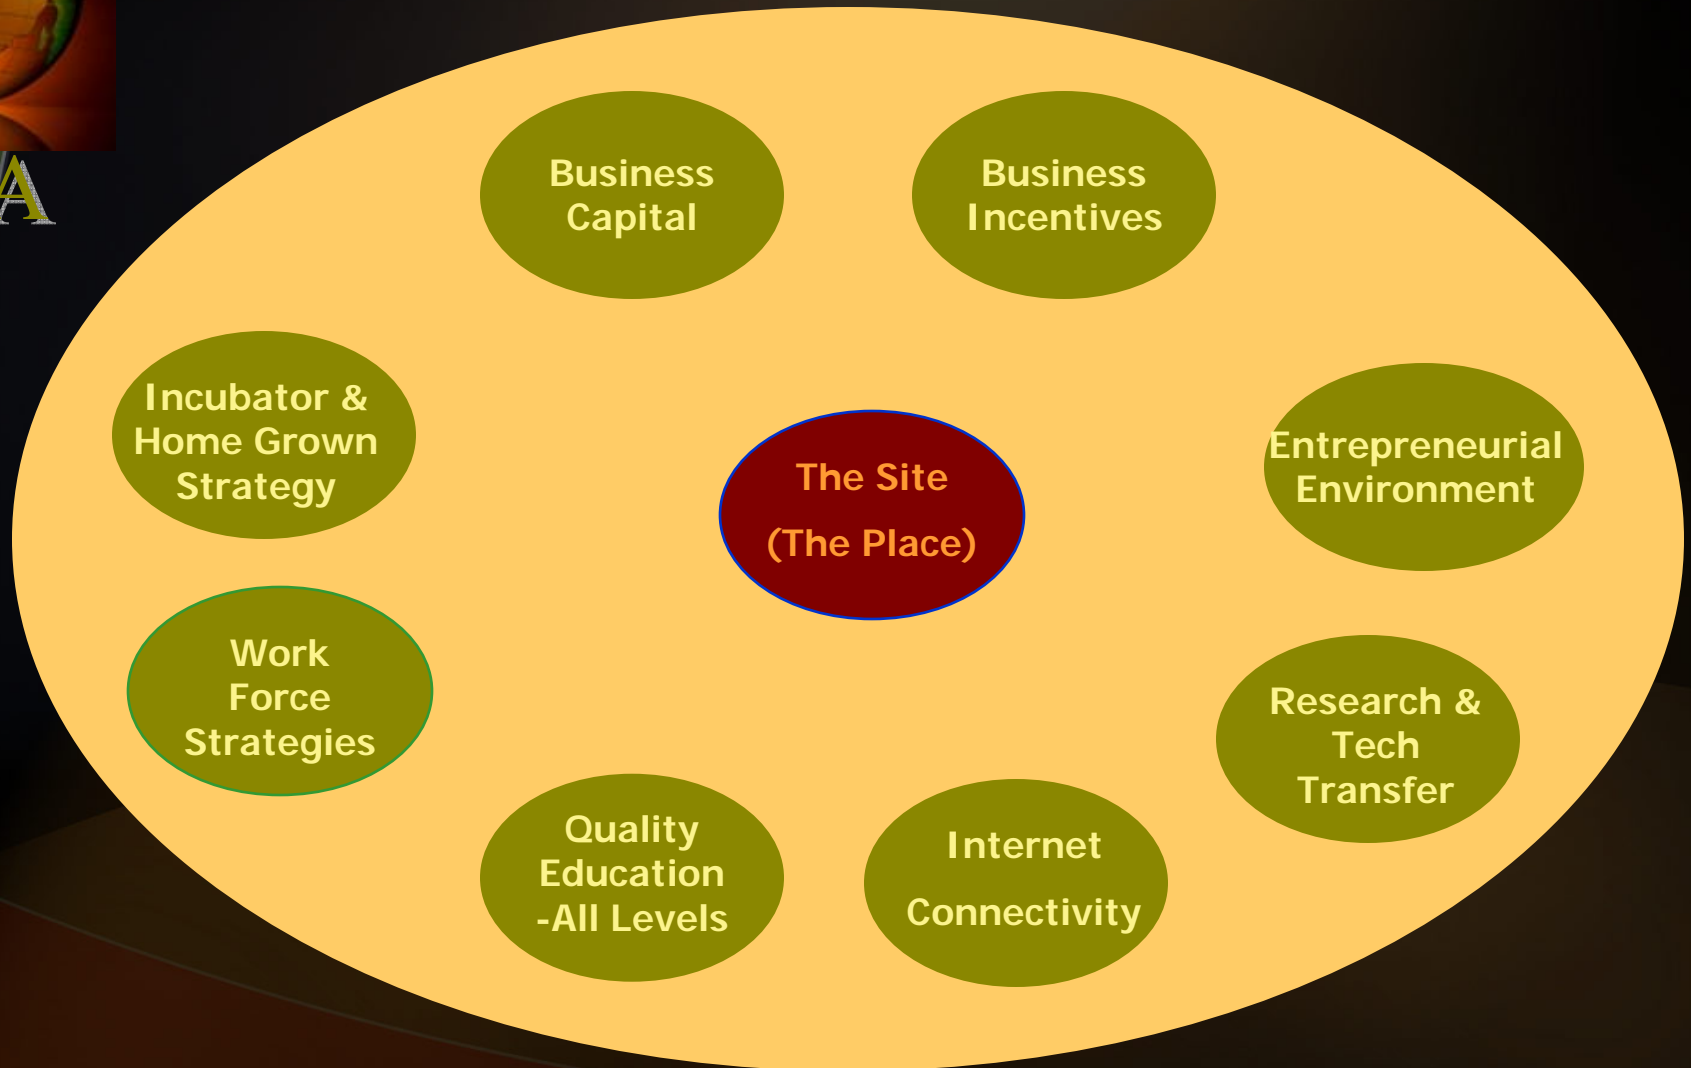 A
Business
Capital
Business
Incentives
Incubator &
Home Grown
Strategy
Entrepreneurial
Environment
The Site
(The Place)
Work
Force
Strategies
Research &
Tech
Transfer
Quality
Education
-All Levels
Internet
Connectivity